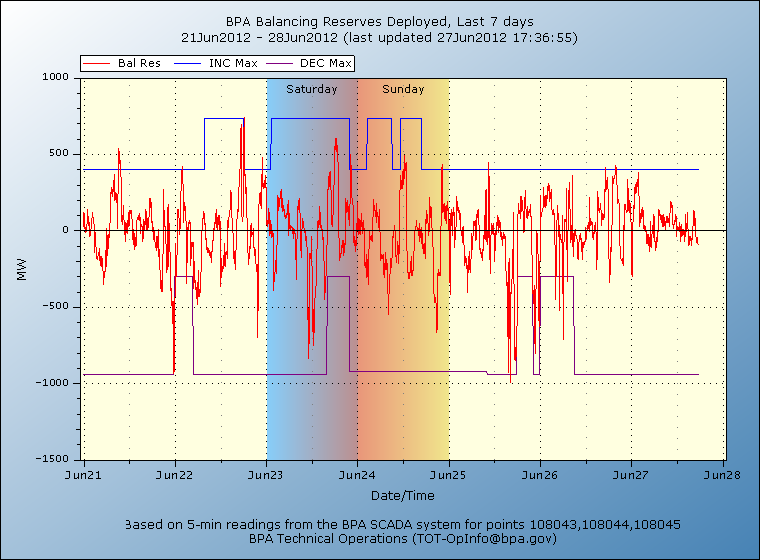 BPA Balancing Reserves Deployed, Last 7 days
21Jun2012 - 28Jun2012 (last updated 27Jun2012 17:36:55)
Bal Res INC Max DEC Max
Saturday Sunday
1000
500
0
-500
-1000
-1500
MW
Jun21 Jun22 Jun23 Jun24 Jun25 Jun26 Jun27 Jun28
Date/Time
Based on 5-min readings from the BPA SCADA system for points 108043,108044,108045
BPA Technical Operations (TOT-OpInfo@bpa.gov)